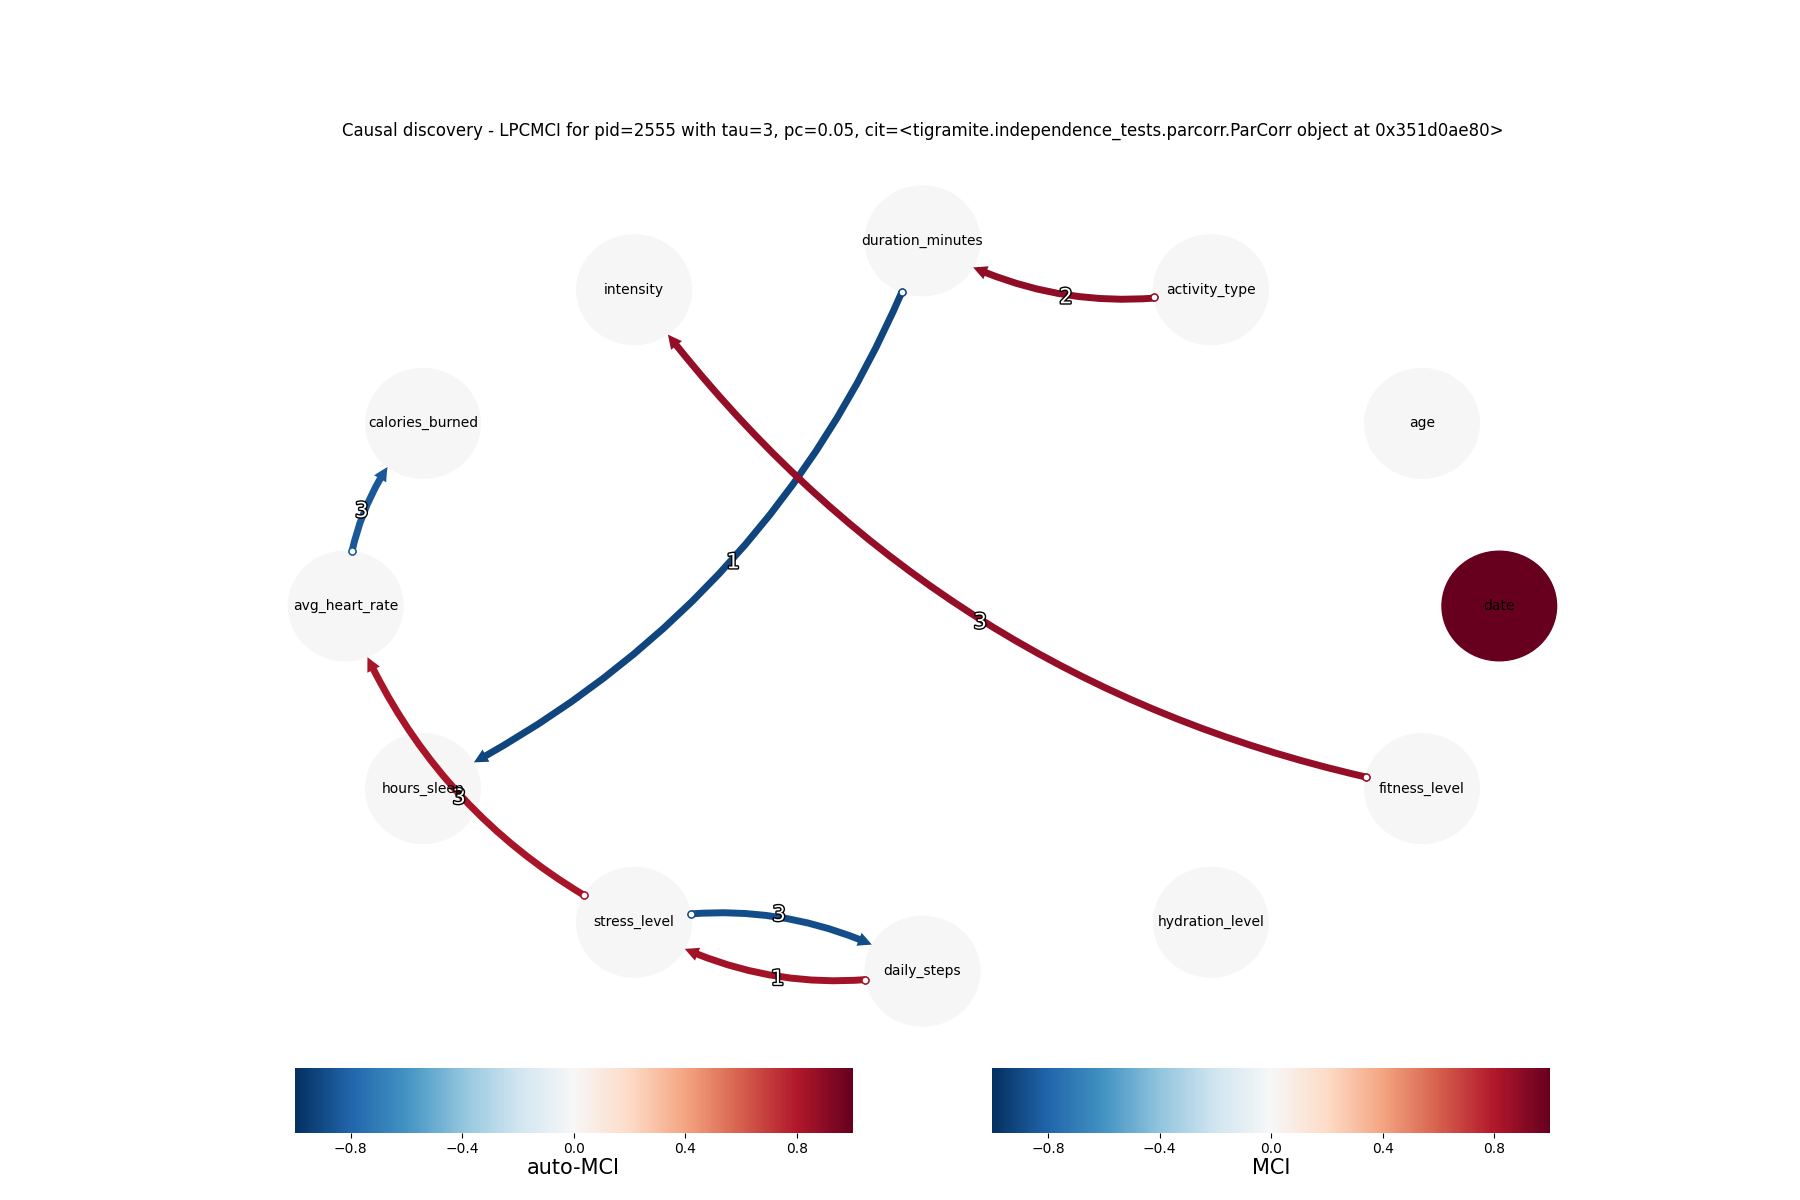 Causal discovery - LPCMCI for pid=2555 with tau=3, pc=0.05, cit=<tigramite.independence_tests.parcorr.ParCorr object at 0x351d0ae80>
duration_minutes
intensity
activity_type
2
calories_burned
age
3
1
avg_heart_rate
date
3
hours_sleep
fitness_level
3
stress_level
3
hydration_level
daily_steps
1
−0.8 −0.4 0.0 0.4 0.8
auto-MCI
−0.8 −0.4 0.0 0.4 0.8
MCI